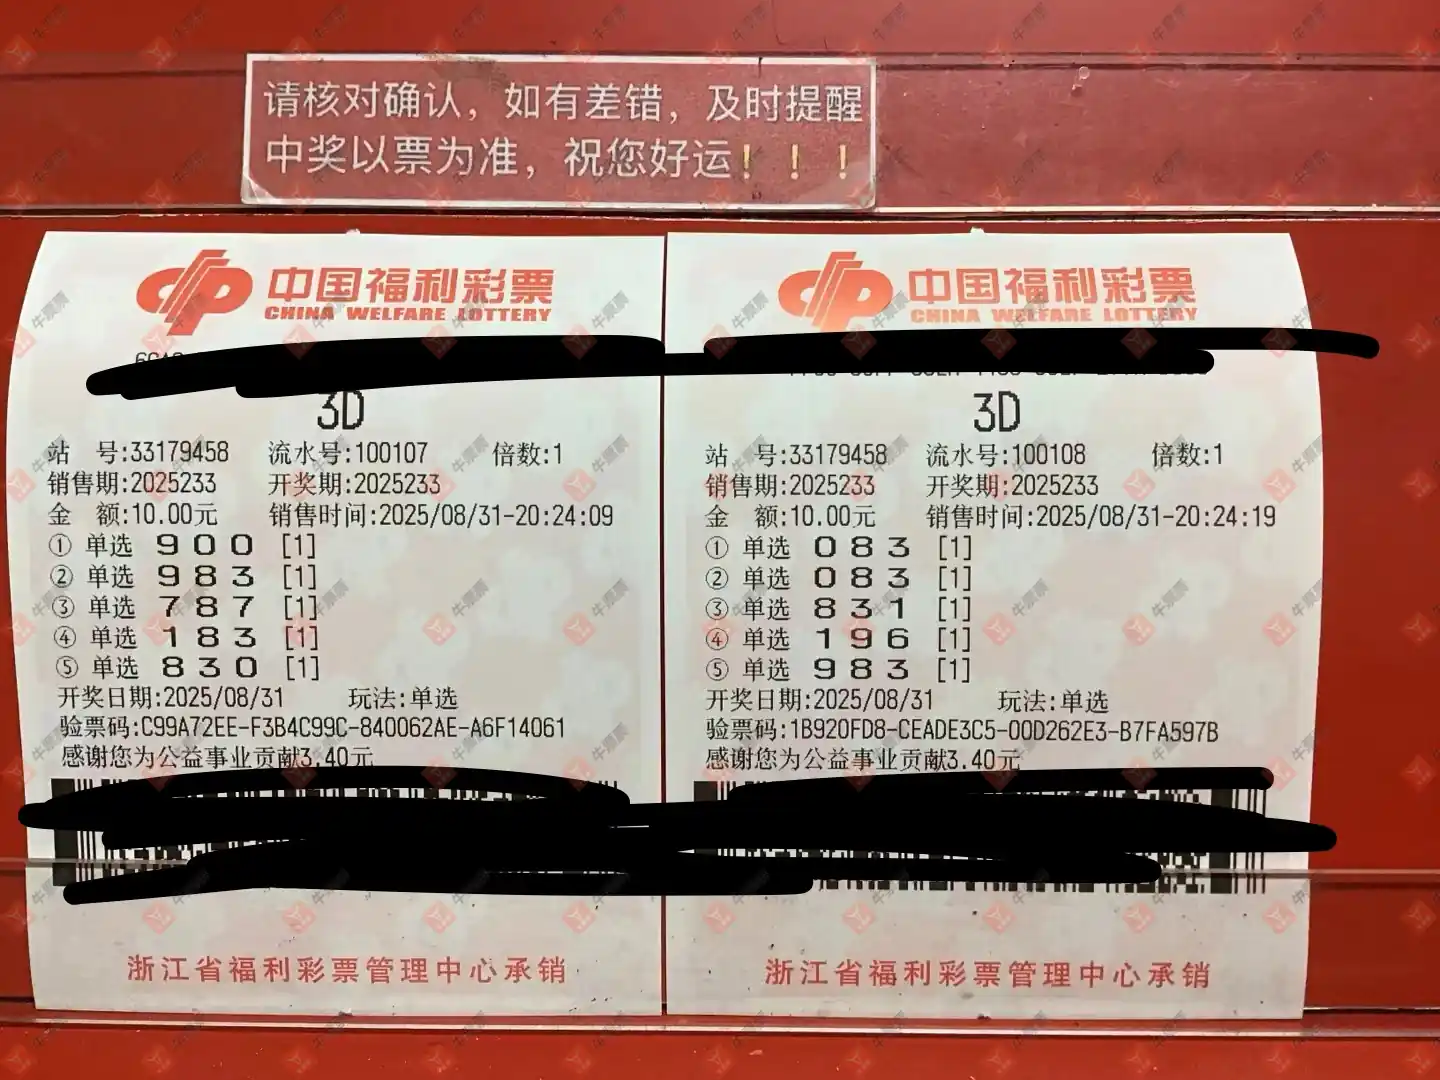 请核对确认，如有差错，及时提醒
中奖以票为准，祝您好运！！！
中国福利彩票
CHINA WELFARE LOTTERY
3D
站 号:33179458 流水号:100107 倍数:1
销售期:2025233 开奖期:2025233
金 额:10.00元 销售时间:2025/08/31-20:24:09
① 单选 9 0 0 [1]
② 单选 9 8 3 [1]
③ 单选 7 8 7 [1]
④ 单选 1 8 3 [1]
⑤ 单选 8 3 0 [1]
开奖日期:2025/08/31 玩法:单选
验票码:C99A72EE-F3B4C99C-840062AE-A6F14061
感谢您为公益事业贡献3.40元
浙江省福利彩票管理中心承销
中国福利彩票
CHINA WELFARE LOTTERY
3D
站 号:33179458 流水号:100108 倍数:1
销售期:2025233 开奖期:2025233
金 额:10.00元 销售时间:2025/08/31-20:24:19
① 单选 0 8 3 [1]
② 单选 0 8 3 [1]
③ 单选 8 3 1 [1]
④ 单选 1 9 6 [1]
⑤ 单选 9 8 3 [1]
开奖日期:2025/08/31 玩法:单选
验票码:1B920FD8-CEADE3C5-00D262E3-B7FA597B
感谢您为公益事业贡献3.40元
浙江省福利彩票管理中心承销
牛票票